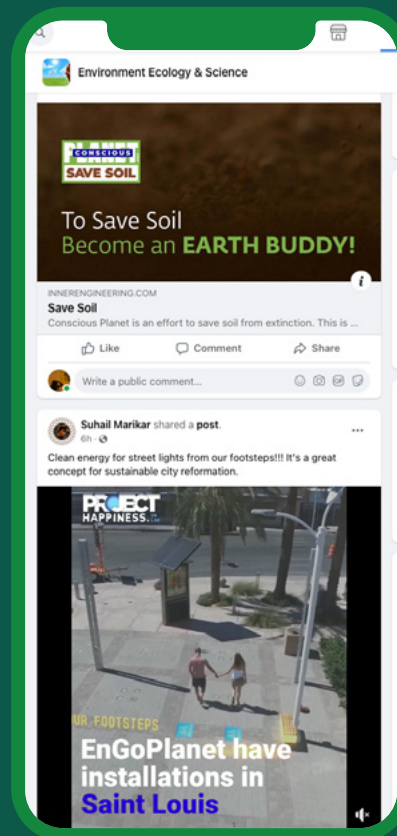 Environment Ecology & Science
CONSCIOUS
PLANET
SAVE SOIL
To Save Soil
Become an EARTH BUDDY!
i
INNERENGINEERING.COM
Save Soil
Conscious Planet is an effort to save soil from extinction. This is ...
Like Comment Share
Write a public comment...
GIF
Suhail Marikar shared a post.
6h ·
Clean energy for street lights from our footsteps!!! It's a great
concept for sustainable city reformation.
PROJECT
HAPPINESS.
UR FOOTSTEPS
EnGoPlanet have
installations in
Saint Louis